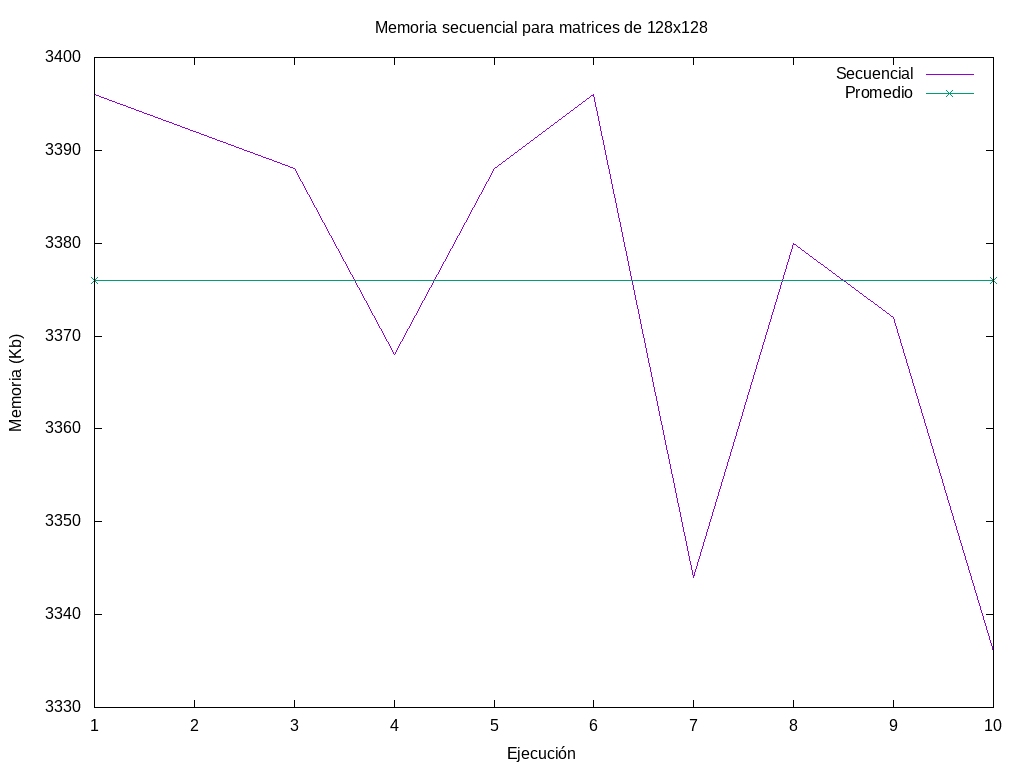 Memoria secuencial para matrices de 128x128
Secuencial
Promedio
3400
3390
3380
3370
3360
3350
3340
3330
Memoria (Kb)
1 2 3 4 5 6 7 8 9 10
Ejecución